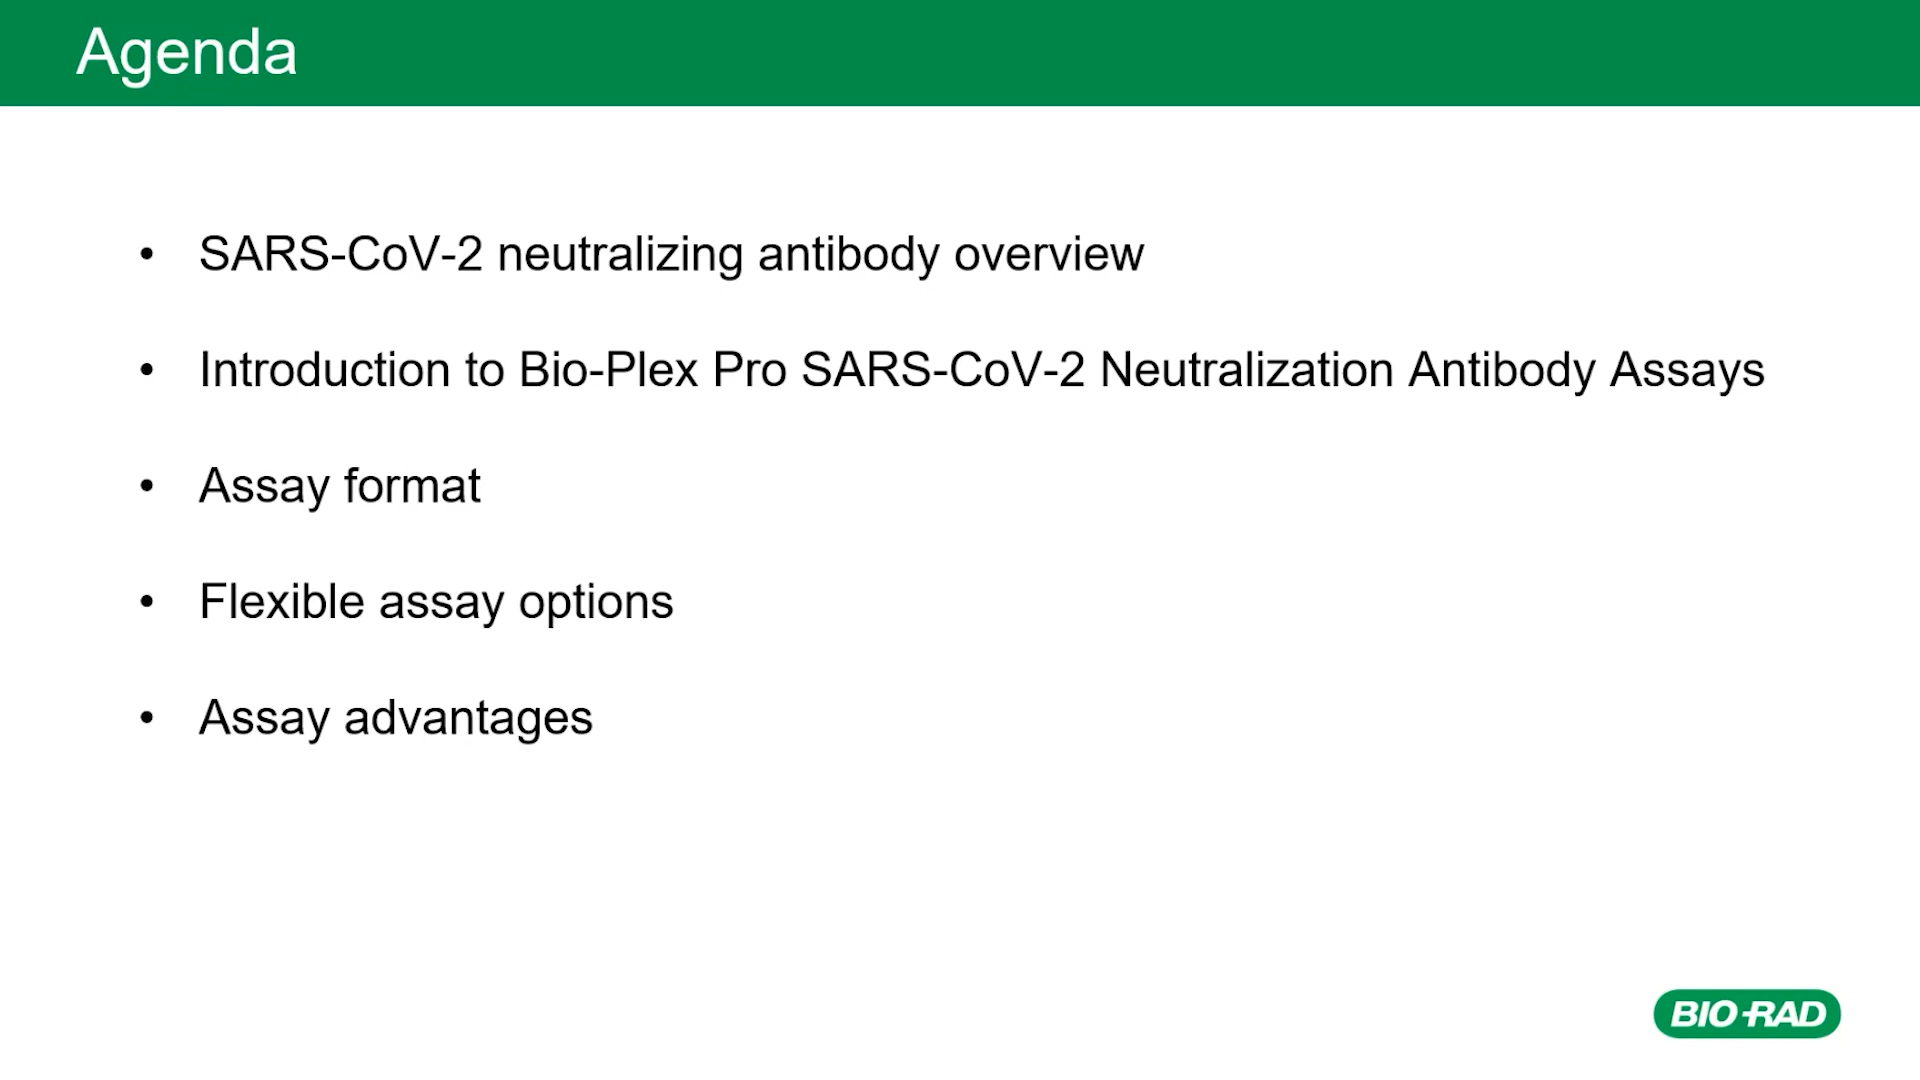 Agenda
• SARS-CoV-2 neutralizing antibody overview
• Introduction to Bio-Plex Pro SARS-CoV-2 Neutralization Antibody Assays
• Assay format
• Flexible assay options
• Assay advantages
BIO-RAD